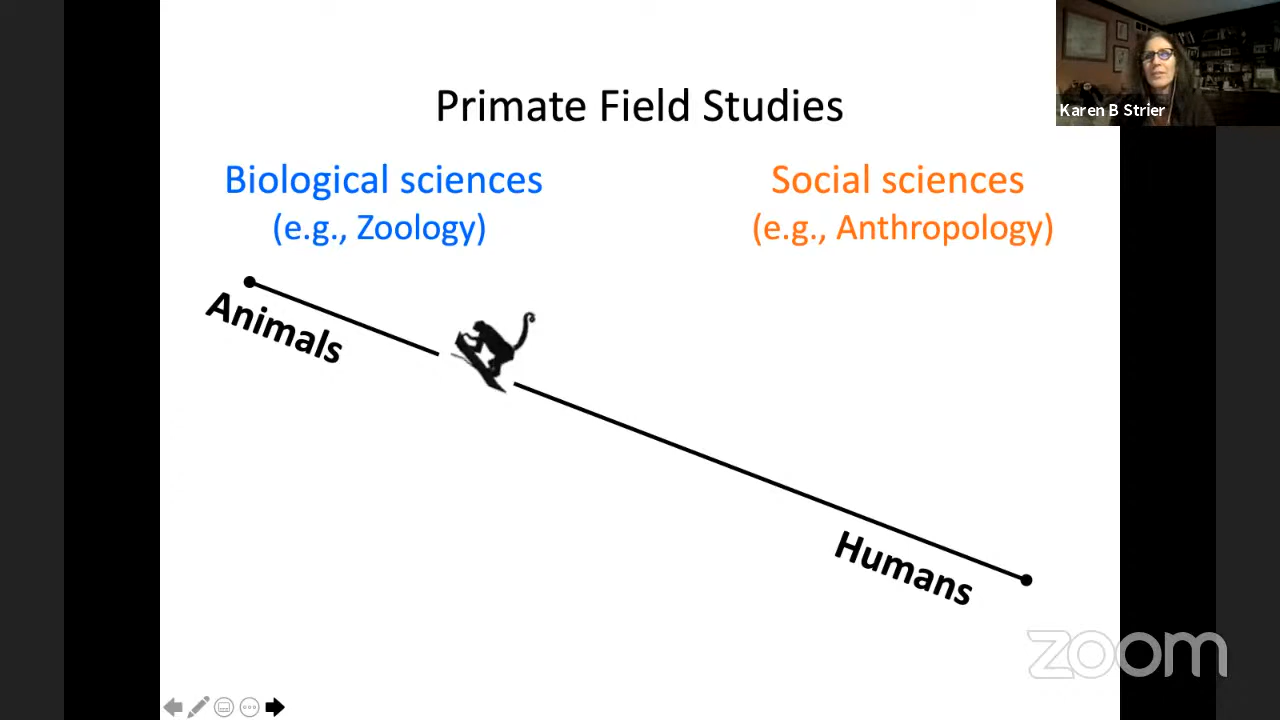 Primate Field Studies
Karen B Strier
Biological sciences
(e.g., Zoology)
Social sciences
(e.g., Anthropology)
Animals
Humans
zoom